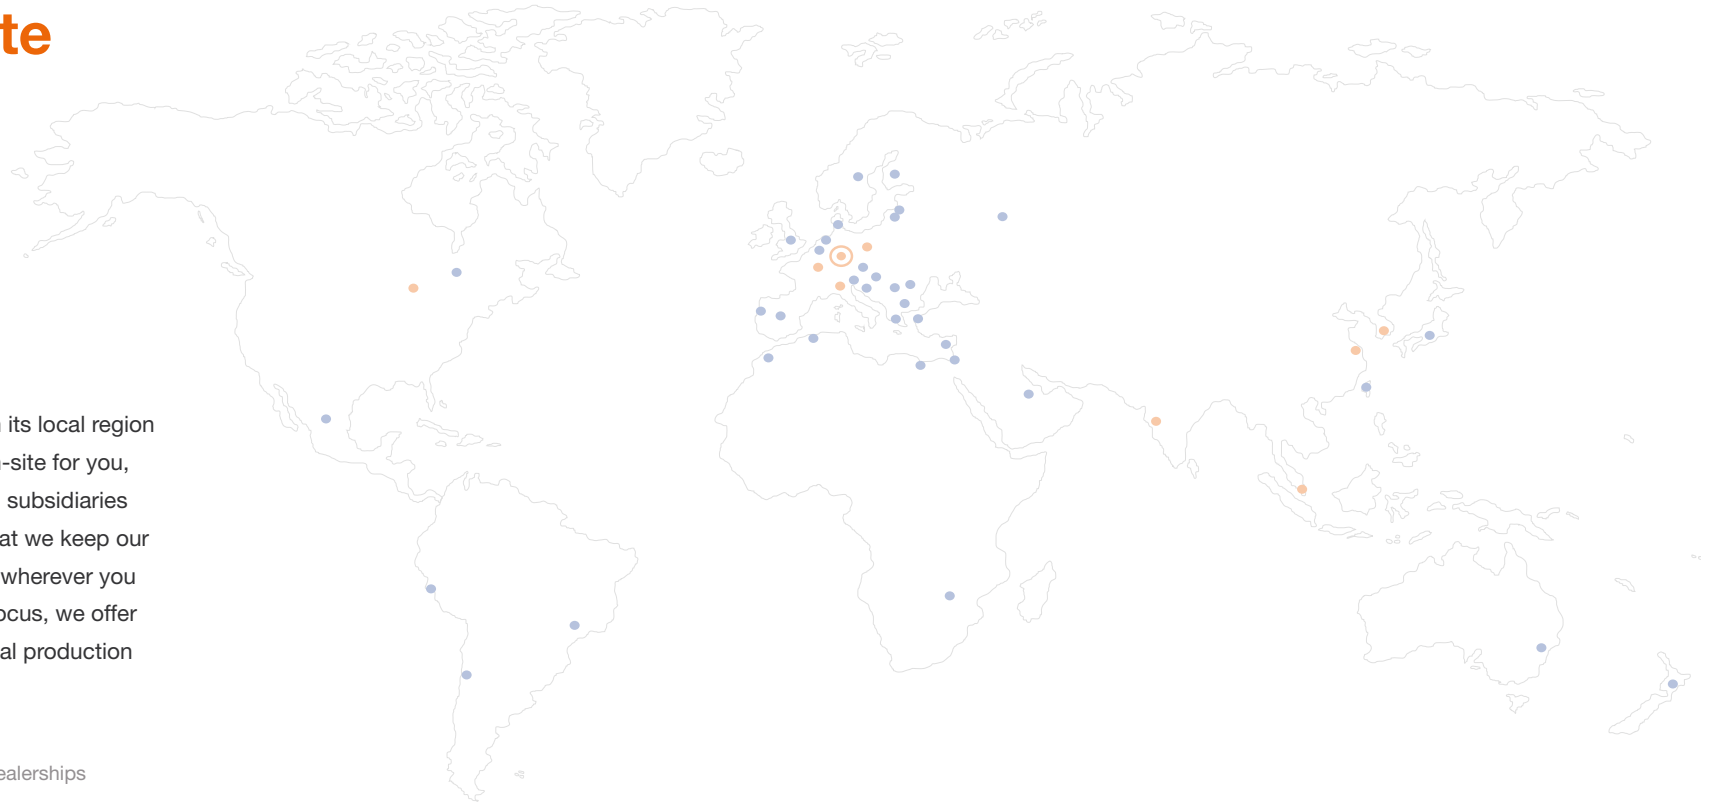 te
its local region
-site for you,
subsidiaries
at we keep our
wherever you
ocus, we offer
al production
ealerships